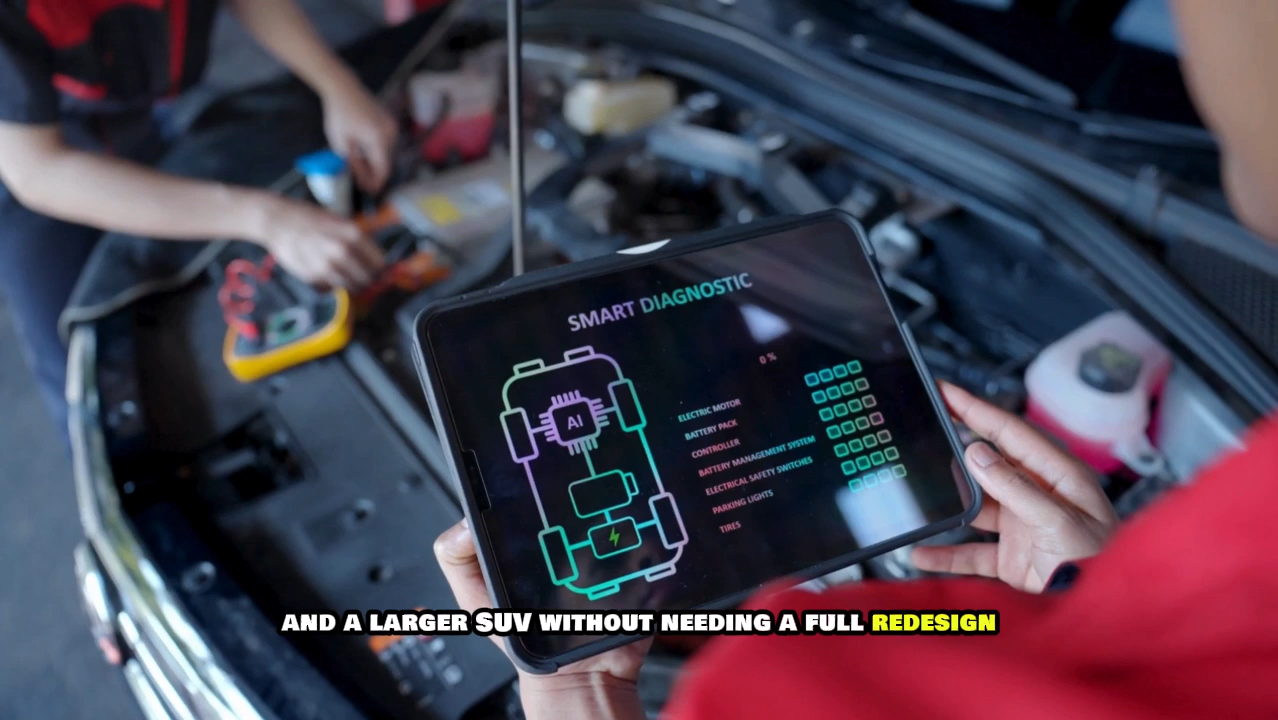 SMART DIAGNOSTIC
0 %
AI
ELECTRIC MOTOR
BATTERY PACK
CONTROLLER
BATTERY MANAGEMENT SYSTEM
ELECTRICAL SAFETY SWITCHES
PARKING LIGHTS
TIRES
AND A LARGER SUV WITHOUT NEEDING A FULL REDESIGN